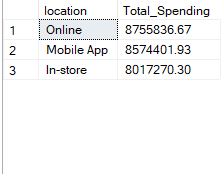 location Total_Spending
1 Online 8755836.67
2 Mobile App 8574401.93
3 In-store 8017270.30